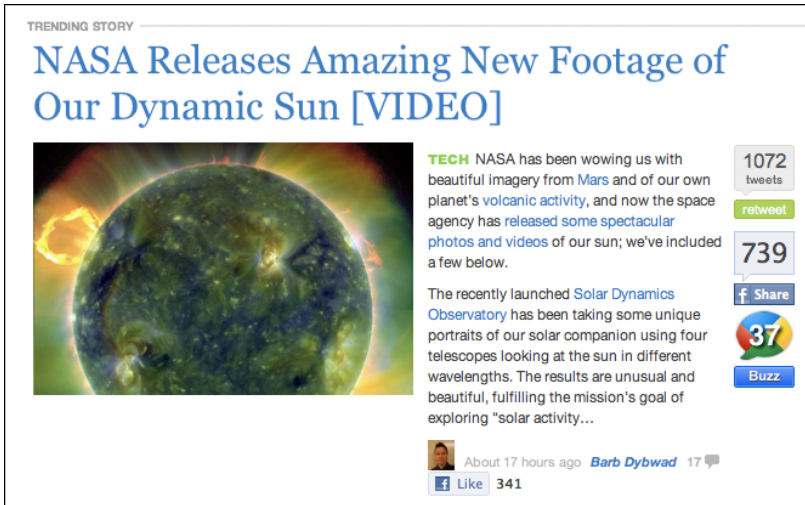 TRENDING STORY
NASA Releases Amazing New Footage of
Our Dynamic Sun [VIDEO]
TECH NASA has been wowing us with
beautiful imagery from Mars and of our own
planet's volcanic activity, and now the space
agency has released some spectacular
photos and videos of our sun; we've included
a few below.
The recently launched Solar Dynamics
Observatory has been taking some unique
portraits of our solar companion using four
telescopes looking at the sun in different
wavelengths. The results are unusual and
beautiful, fulfilling the mission's goal of
exploring “solar activity…
About 17 hours ago Barb Dybwad 17
f Like 341
1072
tweets
retweet
739
f Share
37
Buzz